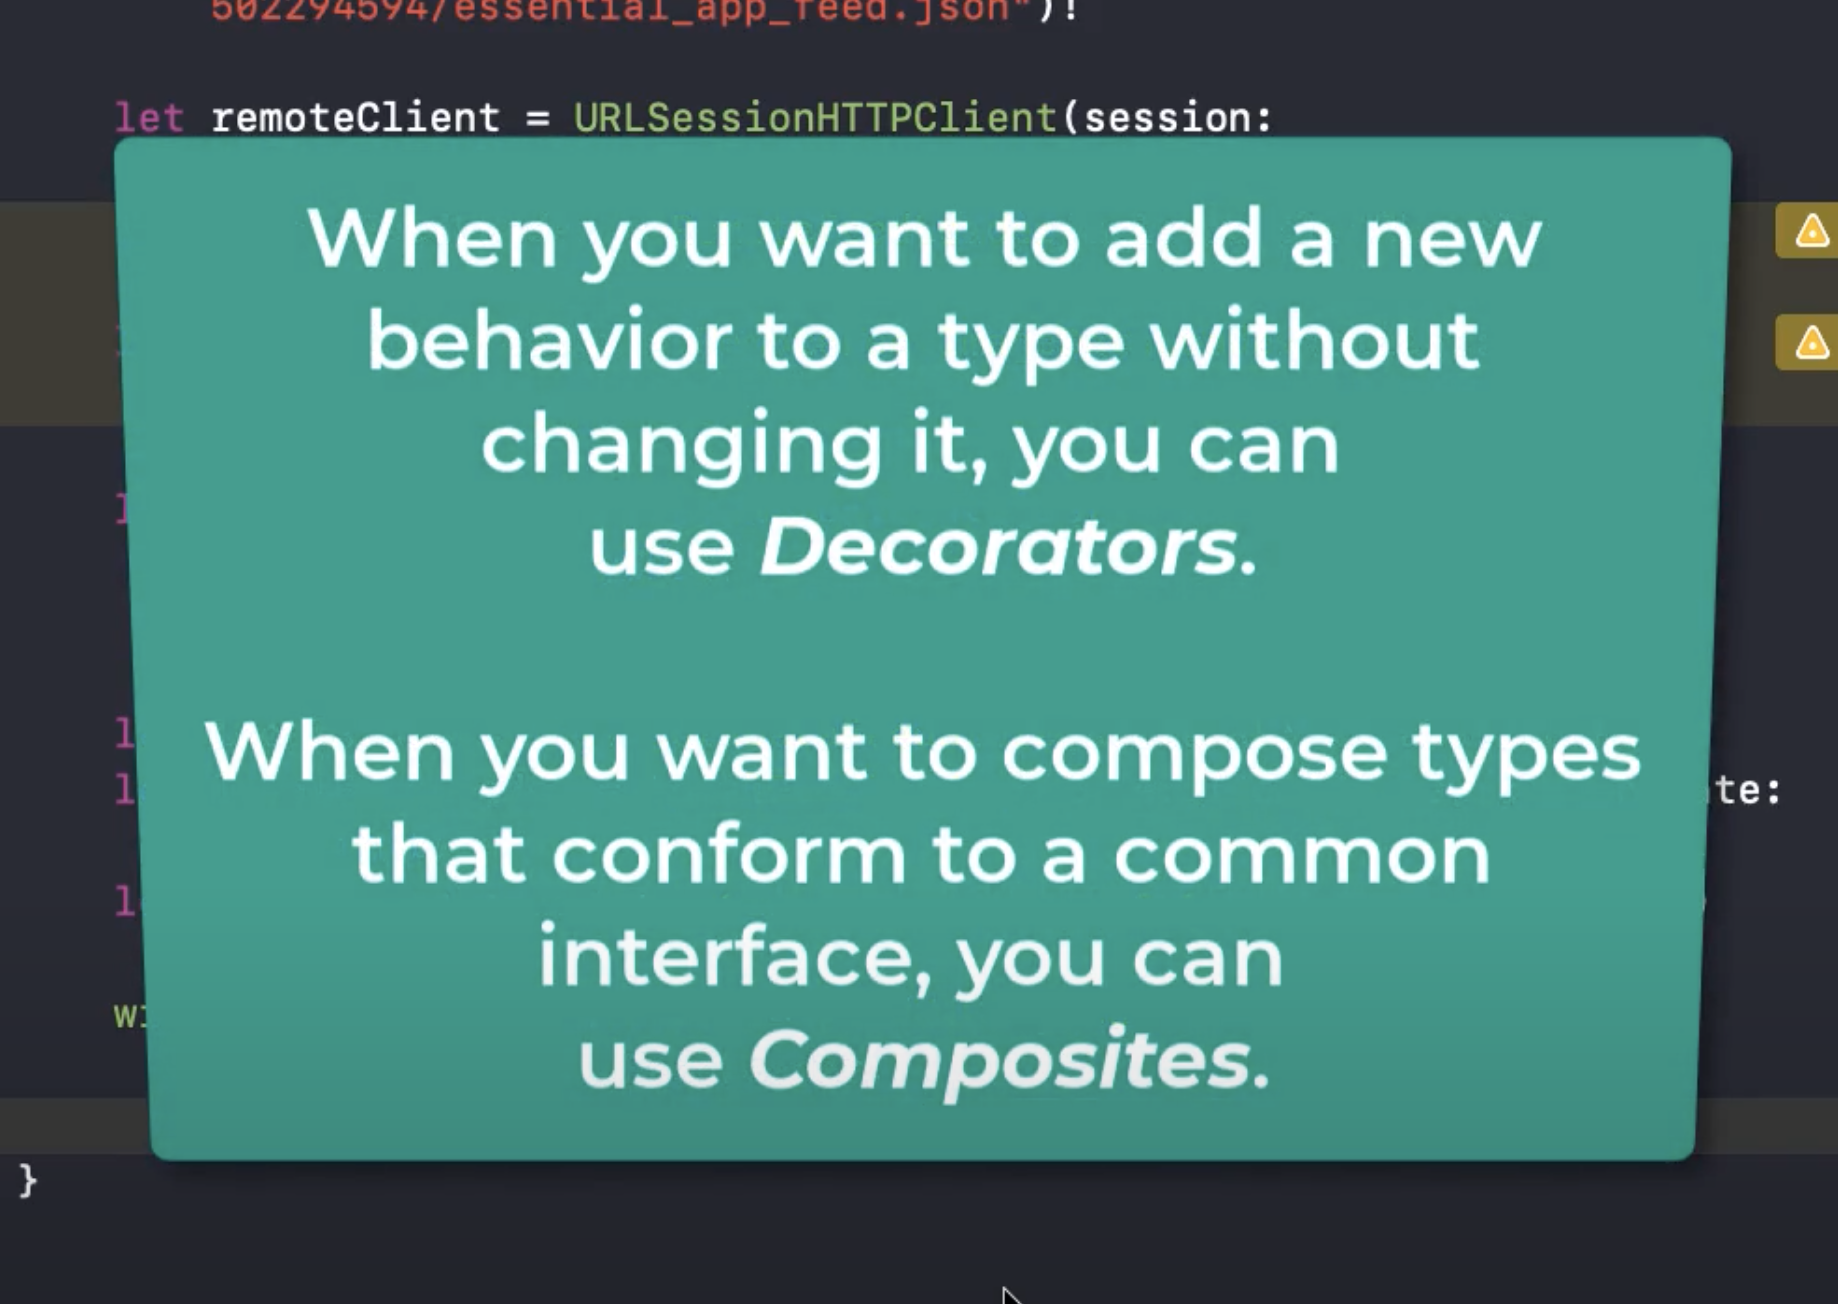 502294594/essential_app_feed.json")!
let remoteClient = URLSessionHTTPClient(session:
When you want to add a new
behavior to a type without
changing it, you can
use Decorators.
When you want to compose types
te:
that conform to a common
interface, you can
use Composites.
}